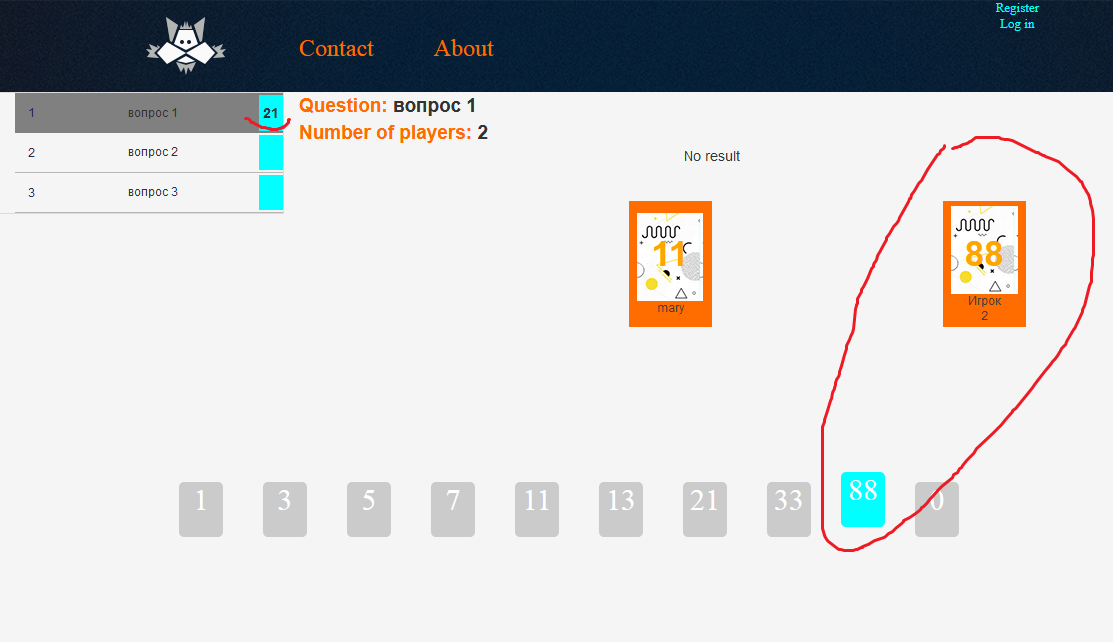 Register
Log in
Contact About
1 вопрос 1 21
2 вопрос 2
3 вопрос 3
Question: вопрос 1
Number of players: 2
No result
11
mary
88
Игрок
2
1 3 5 7 11 13 21 33 88 0